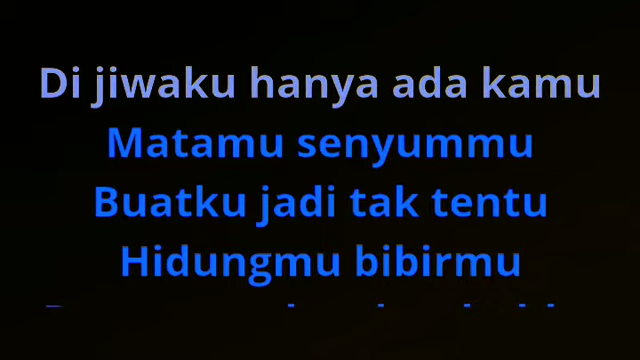 Di jiwaku hanya ada kamu
Matamu senyummu
Buatku jadi tak tentu
Hidungmu bibirmu